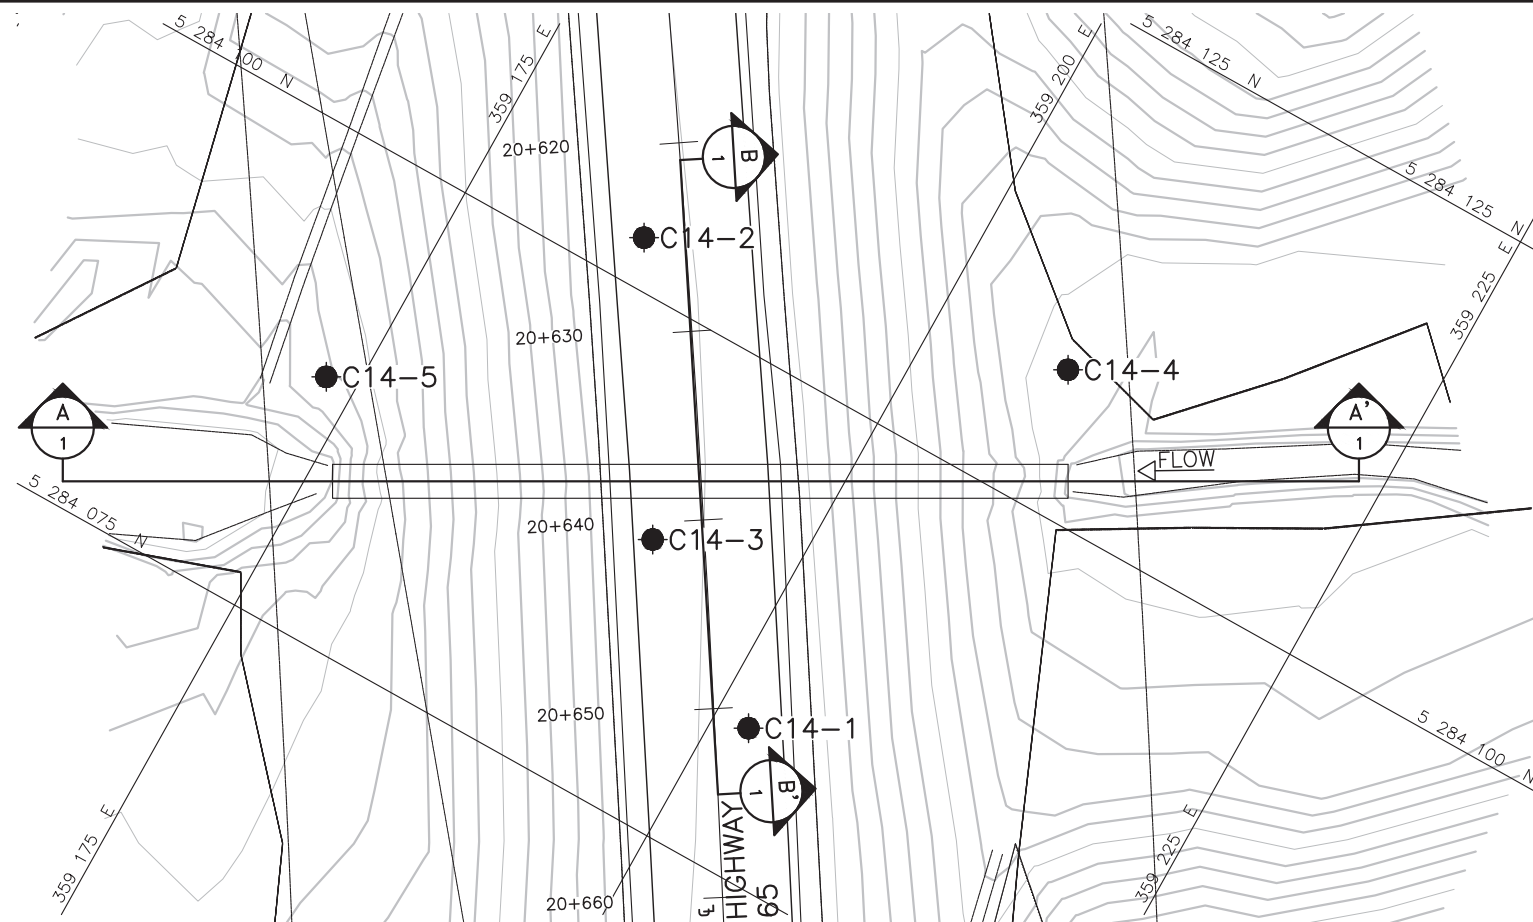 5 284 100 N
359 175 E
359 200 E
5 284 125 N
20+620
B
1
5 284 125 N
C14-2
359 225 E
20+630
C14-5
C14-4
A
1
A'
1
FLOW
5 284 075 N
20+640
C14-3
20+650
C14-1
5 284 100 N
B'
1
359 175 E
HIGHWAY
65
359 225 E
20+660